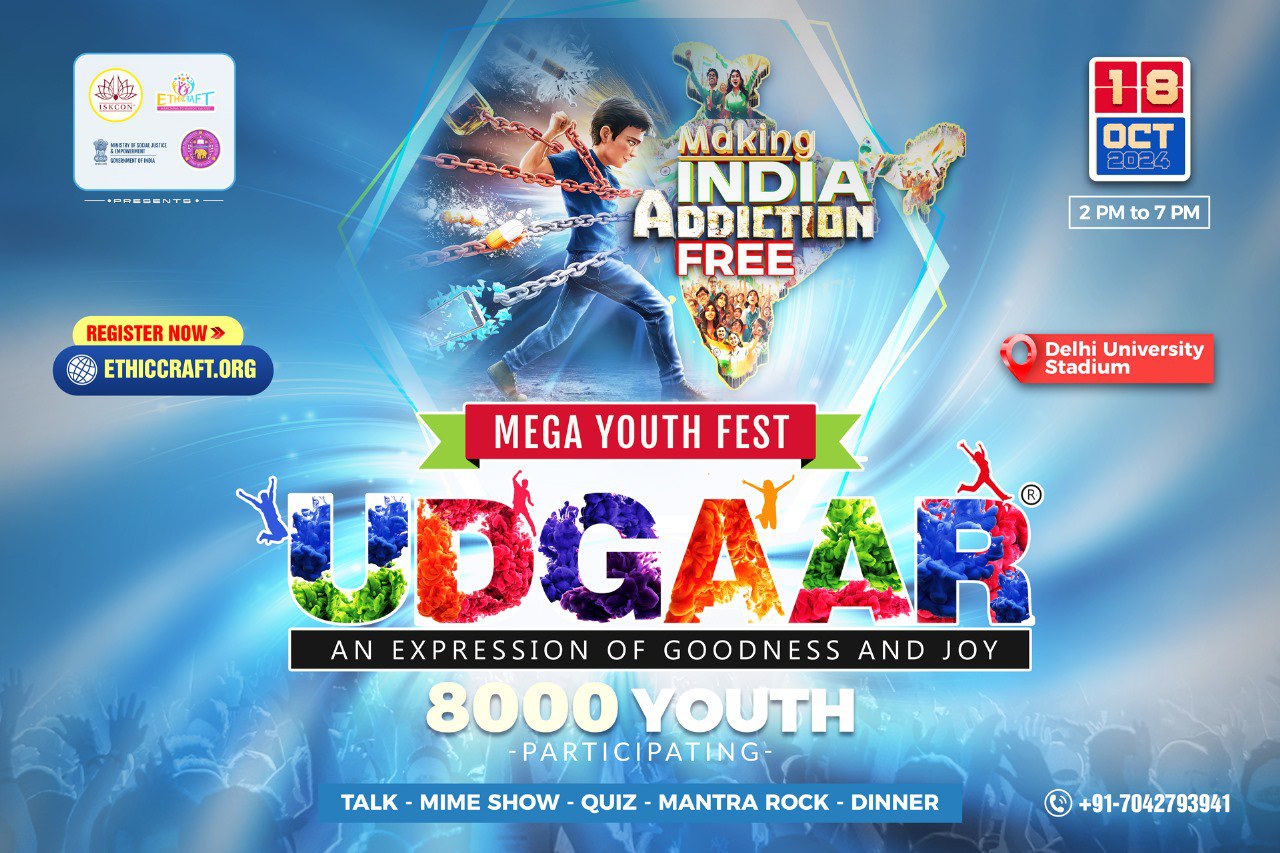 ISKCON
ETHICRAFT
MINISTRY OF SOCIAL JUSTICE
& EMPOWERMENT
GOVERNMENT OF INDIA
PRESENTS
Making
INDIA
ADDICTION
FREE
18
OCT
2024
2 PM to 7 PM
REGISTER NOW
ETHICCRAFT.ORG
Delhi University
Stadium
MEGA YOUTH FEST
UDGAAR®
AN EXPRESSION OF GOODNESS AND JOY
8000 YOUTH
-PARTICIPATING-
TALK - MIME SHOW - QUIZ - MANTRA ROCK - DINNER
+91-7042793941